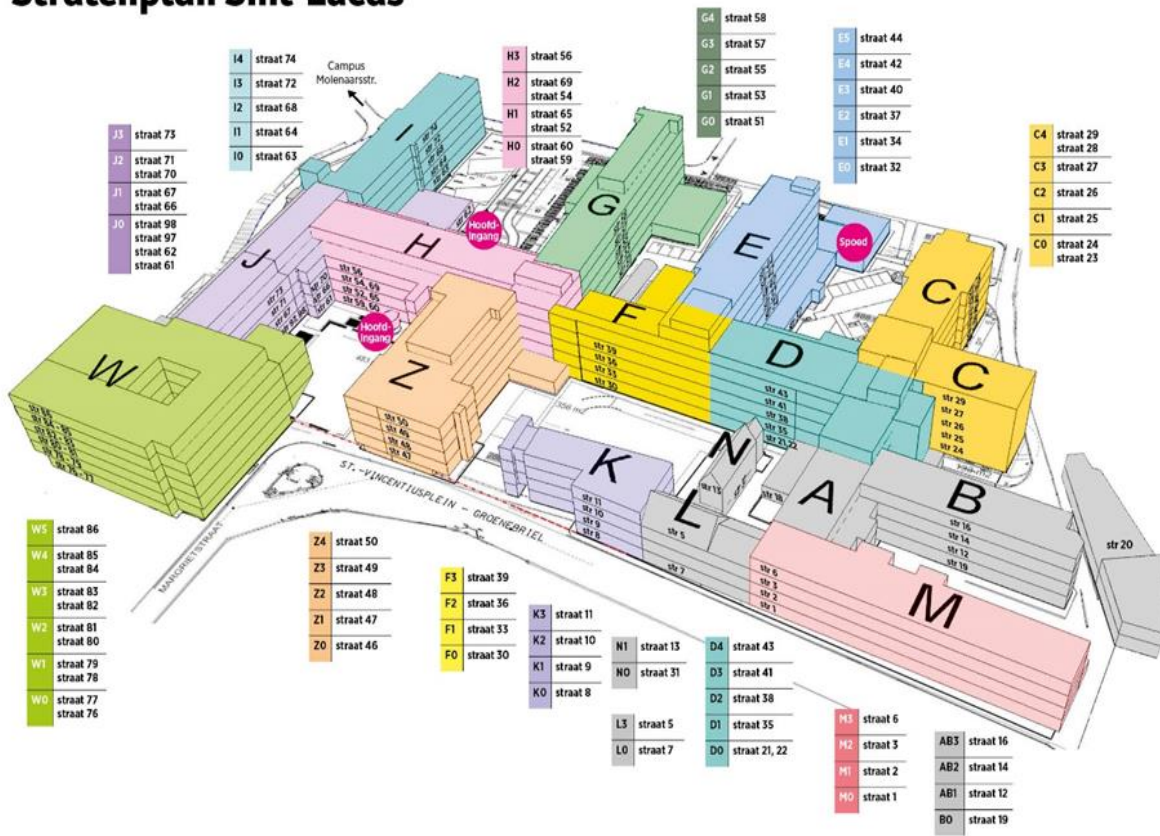 I4 straat 74
I3 straat 72
I2 straat 68
I1 straat 64
I0 straat 63
Campus
Molenaarsstr.
H3 straat 56
H2 straat 69
straat 54
H1 straat 65
straat 52
H0 straat 60
straat 59
G4 straat 58
G3 straat 57
G2 straat 55
G1 straat 53
G0 straat 51
E5 straat 44
E4 straat 42
E3 straat 40
E2 straat 37
E1 straat 34
E0 straat 32
C4 straat 29
straat 28
C3 straat 27
C2 straat 26
C1 straat 25
C0 straat 24
straat 23
J3 straat 73
J2 straat 71
straat 70
J1 straat 67
straat 66
J0 straat 98
straat 97
straat 62
straat 61
I
G
H
J
E
C
Hoofd-
ingang
Spoed
str 56
str 54, 69
str 52, 65
str 59, 60
Hoofd-
ingang
W
Z
F
str 39
str 36
str 33
str 30
D
str 43
str 41
str 38
str 35
str 21,22
C
str 29
str 27
str 26
str 25
str 24
str 50
str 49
str 48
str 47
356 m2
K
str 11
str 10
str 9
str 8
N
str 13
L
str 5
str 7
str 18
A
B
str 16
str 14
str 12
str 19
str 20
M
str 6
str 3
str 2
str 1
ST.-VINCENTIUSPLEIN - GROENEBRIEL
MARGRIETSTRAAT
W5 straat 86
W4 straat 85
straat 84
W3 straat 83
straat 82
W2 straat 81
straat 80
W1 straat 79
straat 78
W0 straat 77
straat 76
Z4 straat 50
Z3 straat 49
Z2 straat 48
Z1 straat 47
Z0 straat 46
F3 straat 39
F2 straat 36
F1 straat 33
F0 straat 30
K3 straat 11
K2 straat 10
K1 straat 9
K0 straat 8
N1 straat 13
N0 straat 31
L3 straat 5
L0 straat 7
D4 straat 43
D3 straat 41
D2 straat 38
D1 straat 35
D0 straat 21, 22
M3 straat 6
M2 straat 3
M1 straat 2
M0 straat 1
AB3 straat 16
AB2 straat 14
AB1 straat 12
B0 straat 19